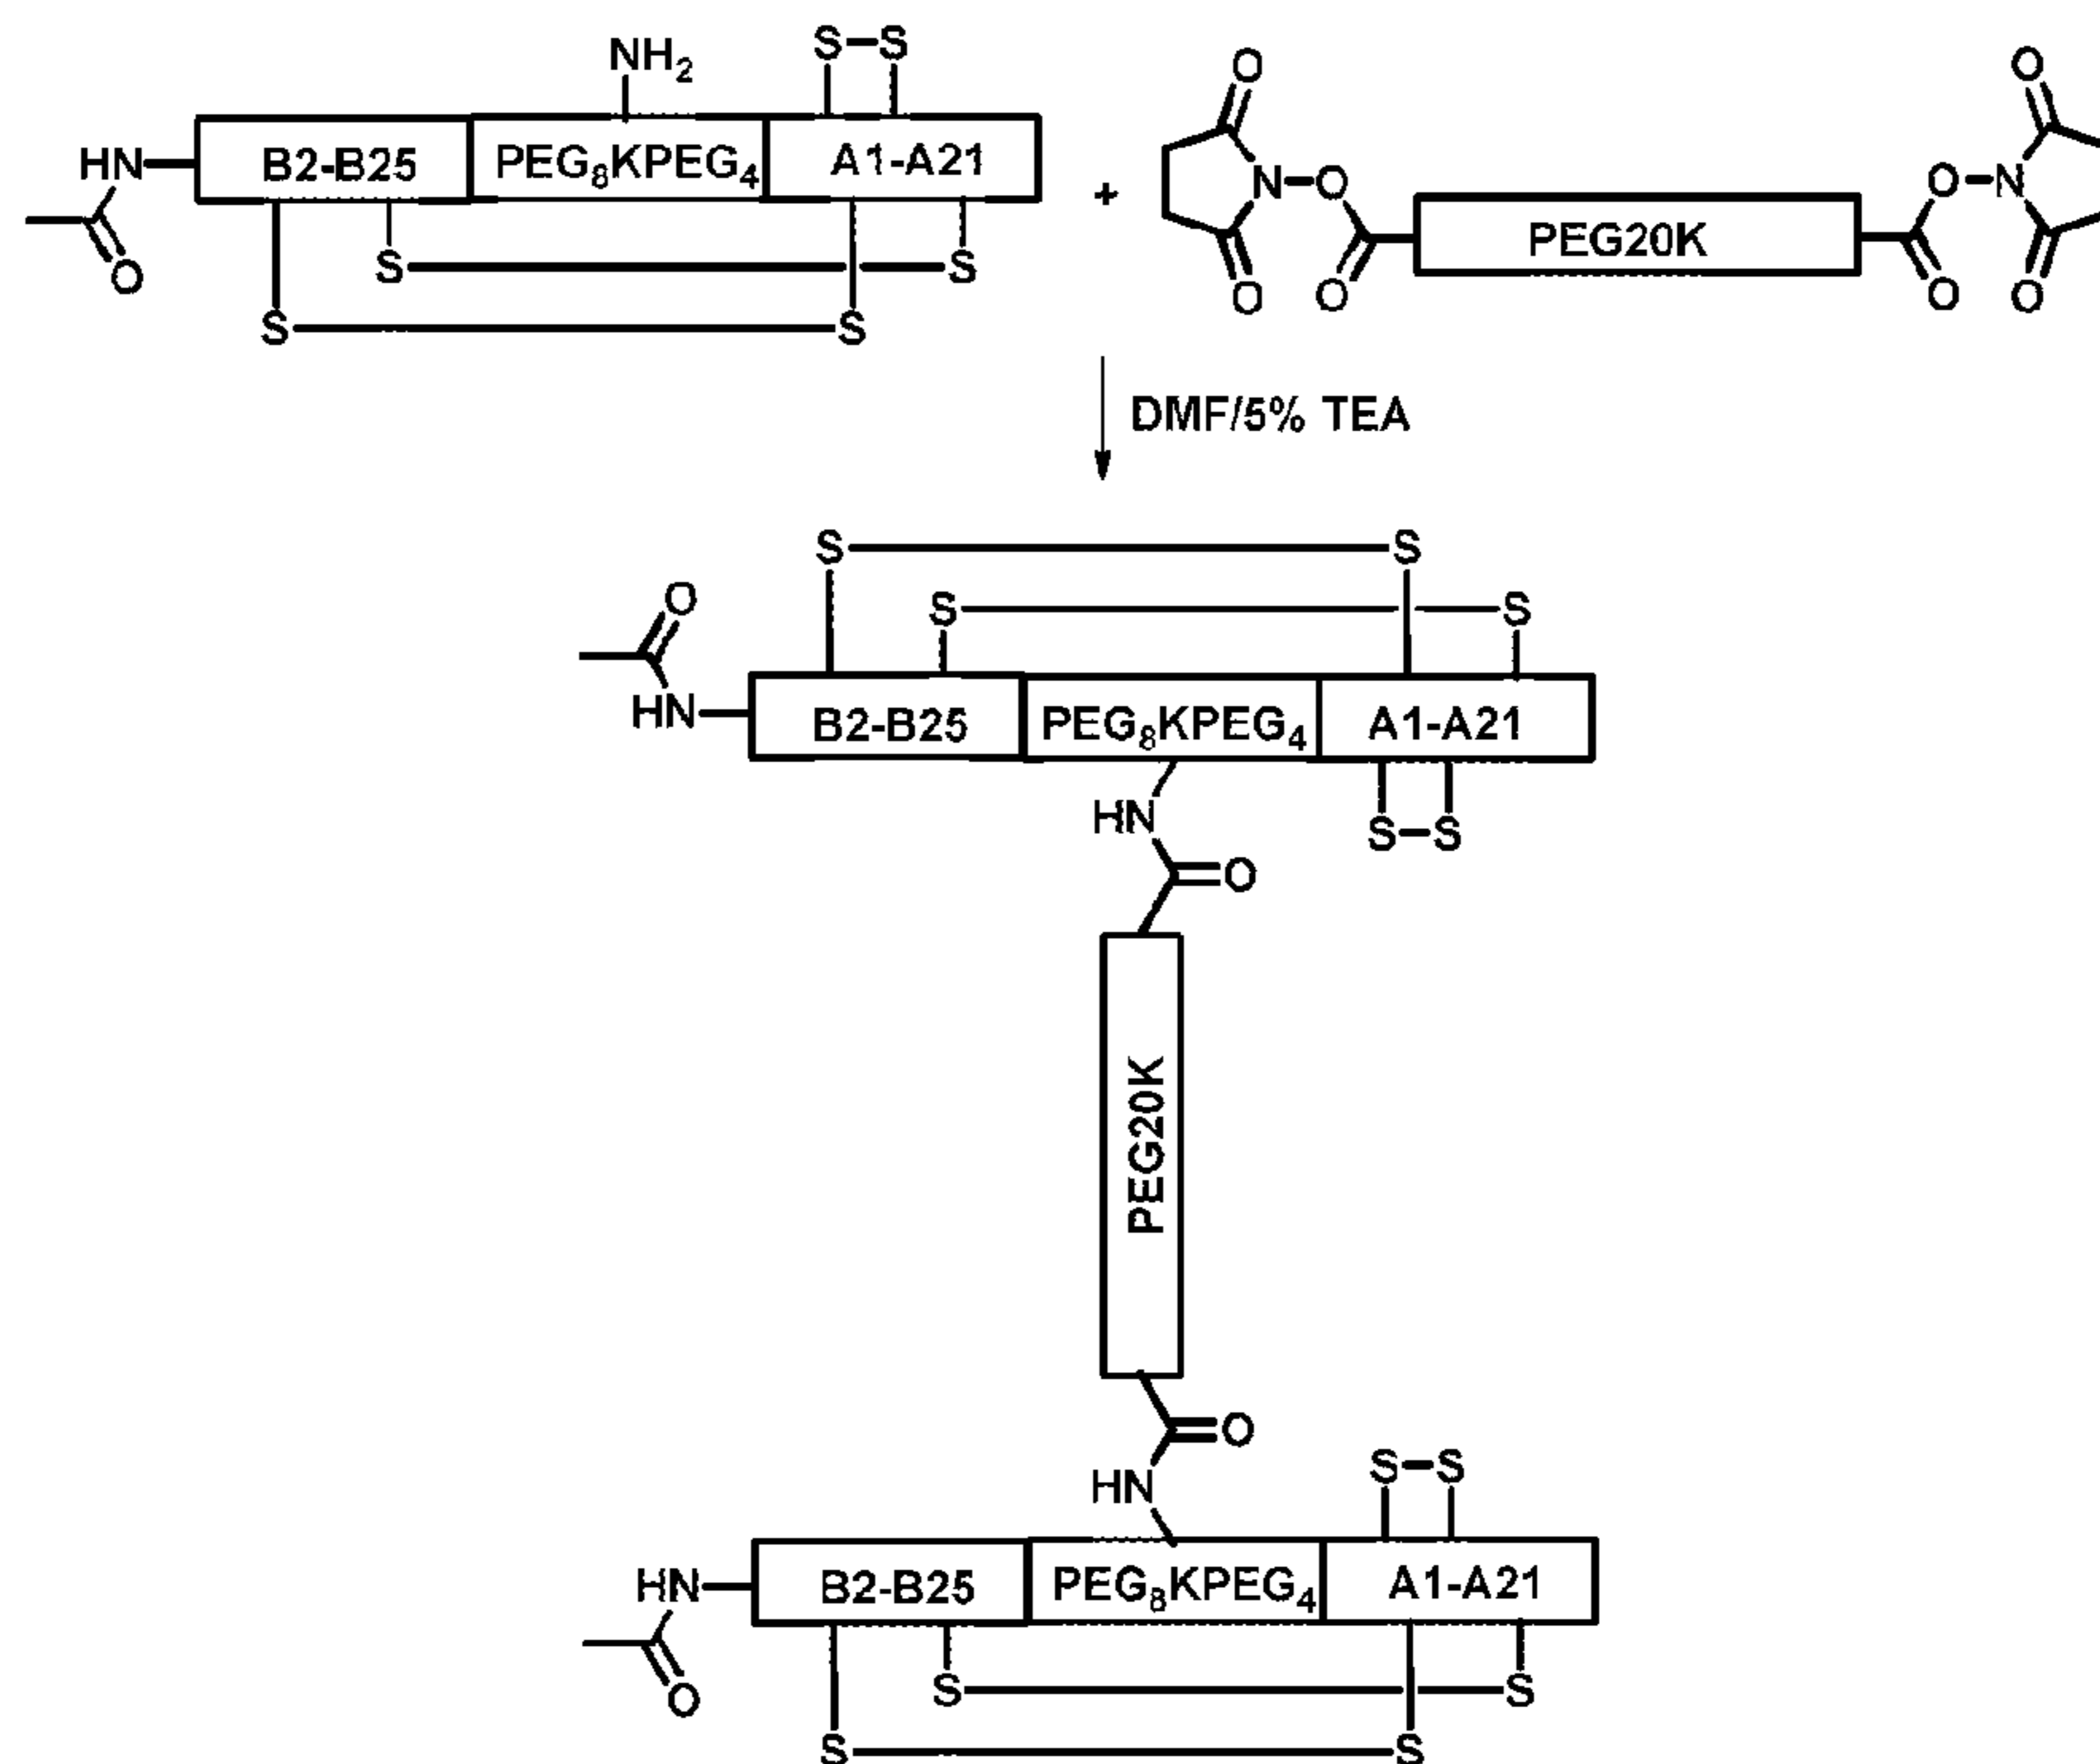 NH2
S-S
HN
B2-B25
PEG8KPEG4
A1-A21
O
S
S
S
S
+
O
O
N-O
O
O
PEG20K
O
O-N
O
O
DMF/5% TEA
S
S
O
S
S
HN
B2-B25
PEG8KPEG4
A1-A21
HN
S-S
O
PEG20K
O
HN
S-S
HN
B2-B25
PEG8KPEG4
A1-A21
O
S
S
S
S